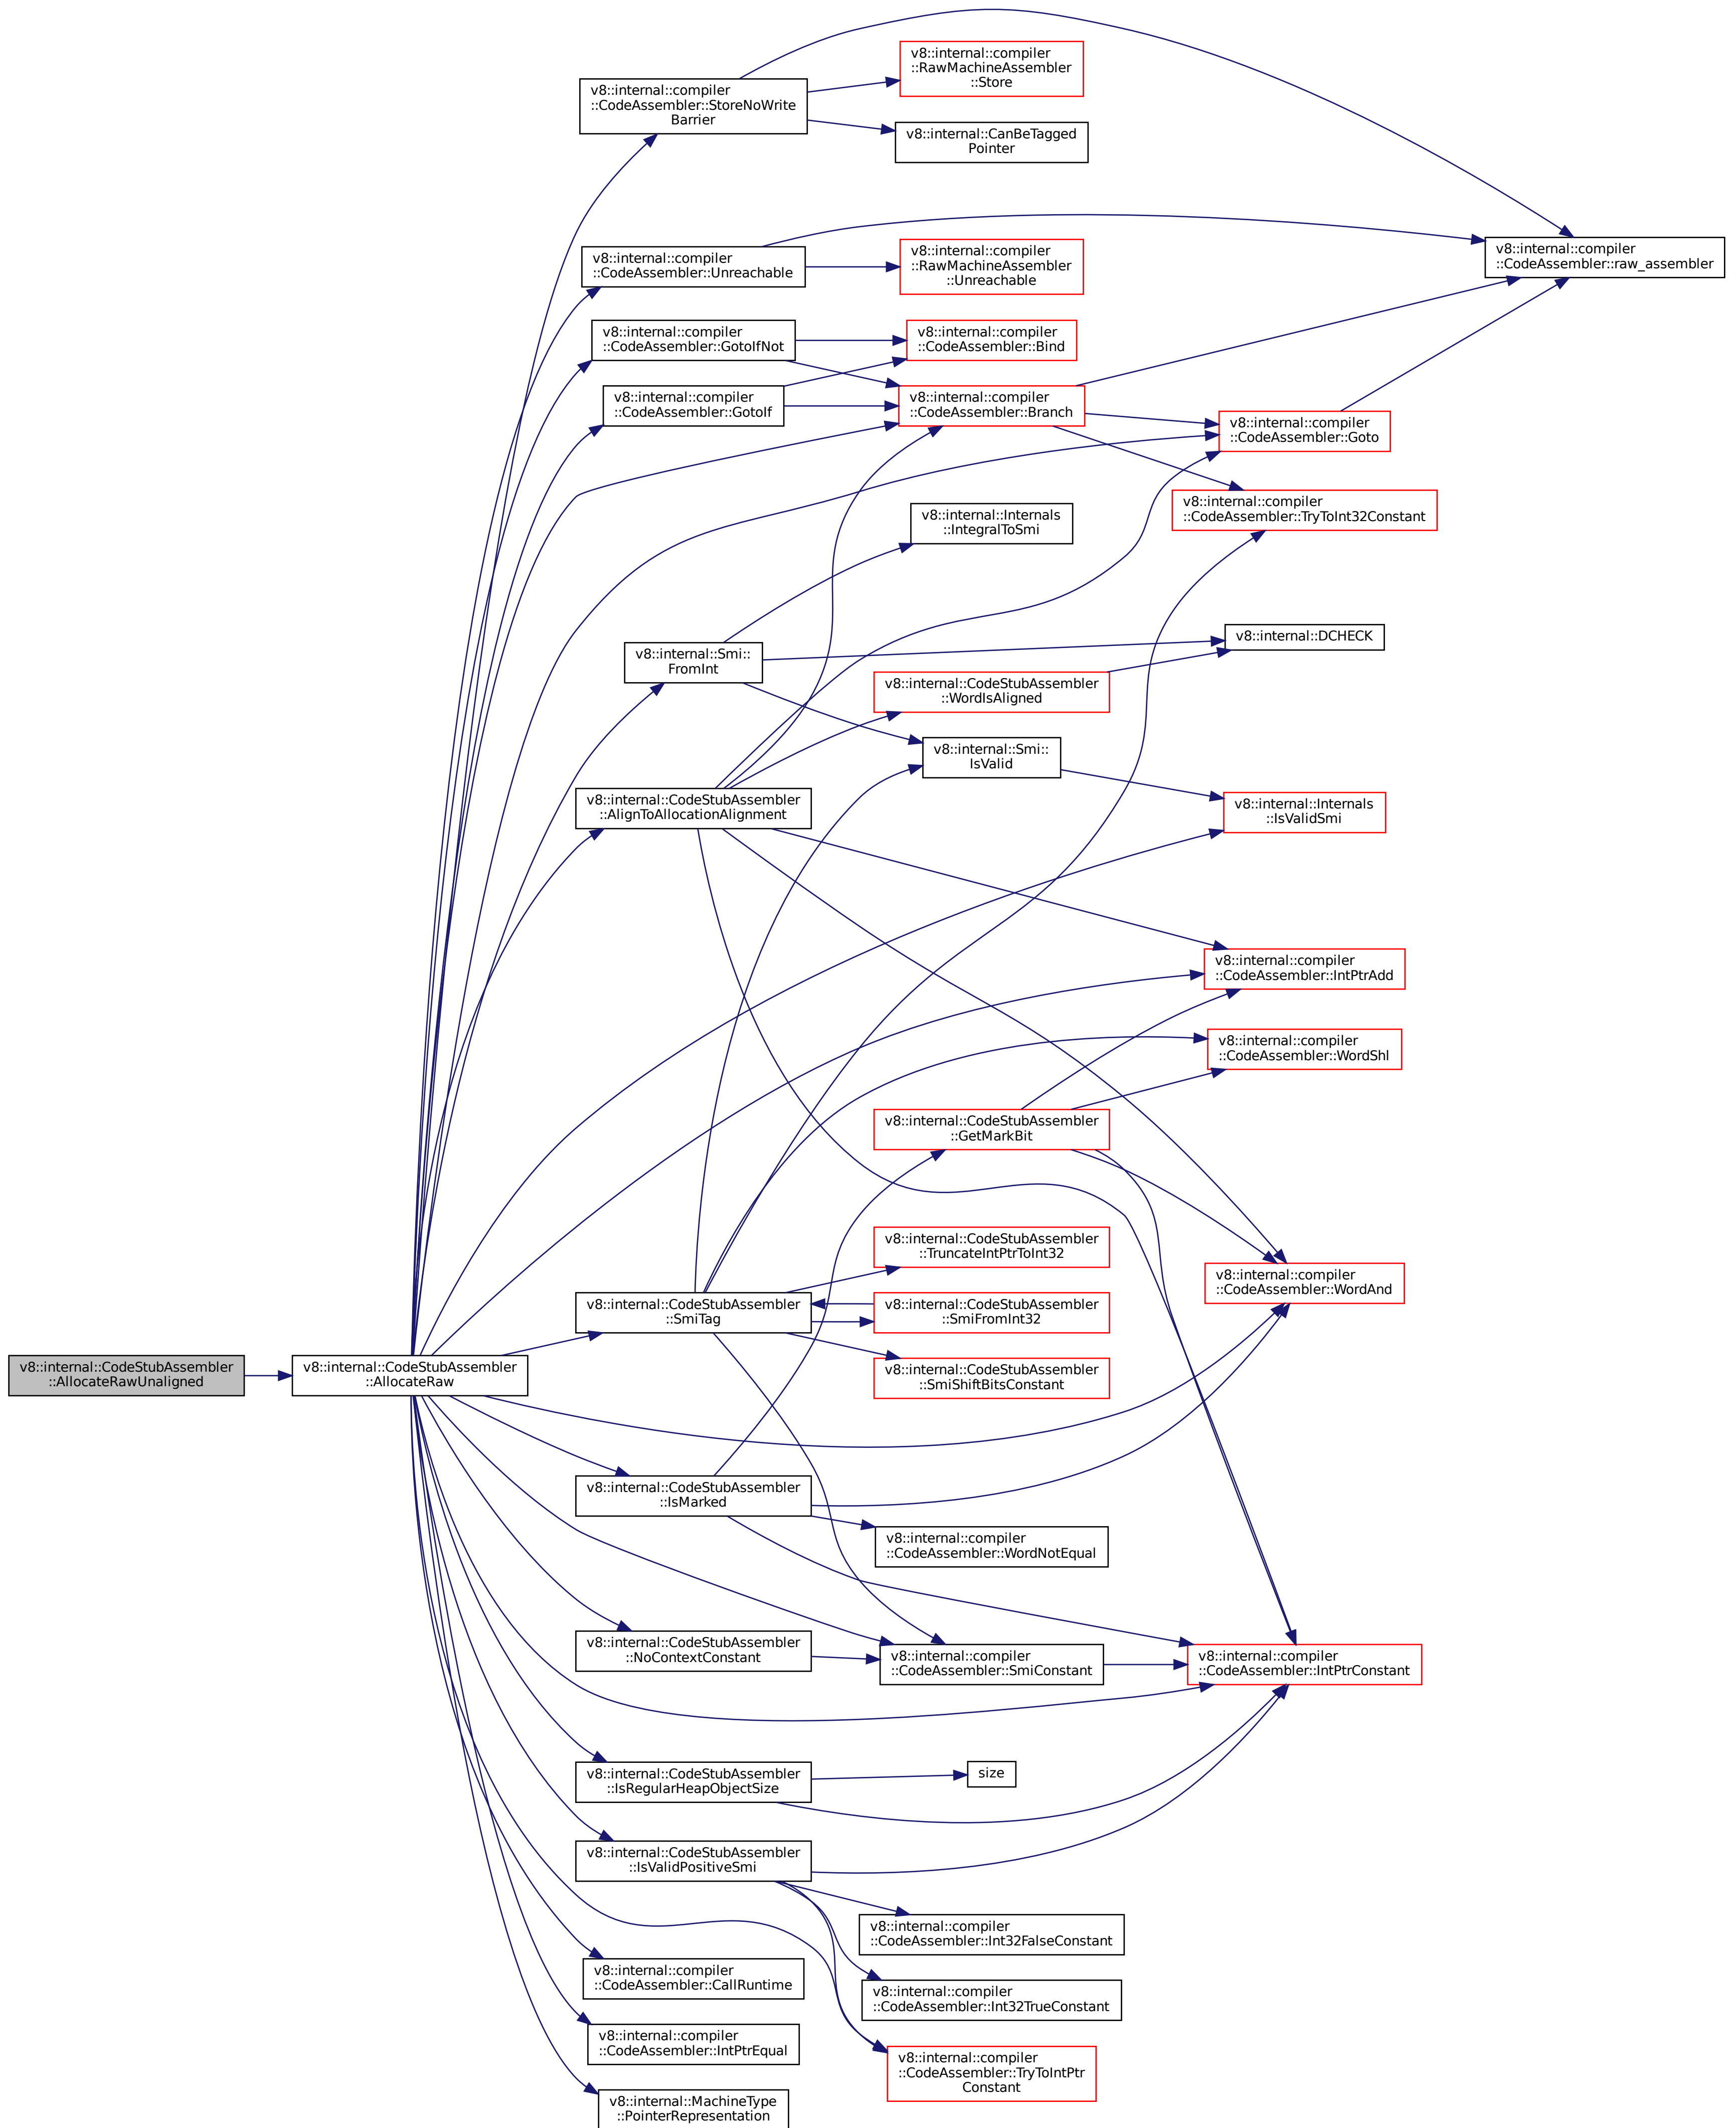 v8::internal::compiler
::RawMachineAssembler
::Store
v8::internal::compiler
::CodeAssembler::StoreNoWrite
Barrier
v8::internal::CanBeTagged
Pointer
v8::internal::compiler
::CodeAssembler::raw_assembler
v8::internal::compiler
::CodeAssembler::Unreachable
v8::internal::compiler
::RawMachineAssembler
::Unreachable
v8::internal::compiler
::CodeAssembler::GotoIfNot
v8::internal::compiler
::CodeAssembler::Bind
v8::internal::compiler
::CodeAssembler::GotoIf
v8::internal::compiler
::CodeAssembler::Branch
v8::internal::compiler
::CodeAssembler::Goto
v8::internal::compiler
::CodeAssembler::TryToInt32Constant
v8::internal::Internals
::IntegralToSmi
v8::internal::DCHECK
v8::internal::Smi::
FromInt
v8::internal::CodeStubAssembler
::WordIsAligned
v8::internal::Smi::
IsValid
v8::internal::CodeStubAssembler
::AlignToAllocationAlignment
v8::internal::Internals
::IsValidSmi
v8::internal::compiler
::CodeAssembler::IntPtrAdd
v8::internal::compiler
::CodeAssembler::WordShl
v8::internal::CodeStubAssembler
::GetMarkBit
v8::internal::CodeStubAssembler
::TruncateIntPtrToInt32
v8::internal::compiler
::CodeAssembler::WordAnd
v8::internal::CodeStubAssembler
::SmiTag
v8::internal::CodeStubAssembler
::SmiFromInt32
v8::internal::CodeStubAssembler
::AllocateRawUnaligned
v8::internal::CodeStubAssembler
::AllocateRaw
v8::internal::CodeStubAssembler
::SmiShiftBitsConstant
v8::internal::CodeStubAssembler
::IsMarked
v8::internal::compiler
::CodeAssembler::WordNotEqual
v8::internal::CodeStubAssembler
::NoContextConstant
v8::internal::compiler
::CodeAssembler::SmiConstant
v8::internal::compiler
::CodeAssembler::IntPtrConstant
v8::internal::CodeStubAssembler
::IsRegularHeapObjectSize
size
v8::internal::CodeStubAssembler
::IsValidPositiveSmi
v8::internal::compiler
::CodeAssembler::Int32FalseConstant
v8::internal::compiler
::CodeAssembler::CallRuntime
v8::internal::compiler
::CodeAssembler::Int32TrueConstant
v8::internal::compiler
::CodeAssembler::IntPtrEqual
v8::internal::compiler
::CodeAssembler::TryToIntPtr
Constant
v8::internal::MachineType
::PointerRepresentation